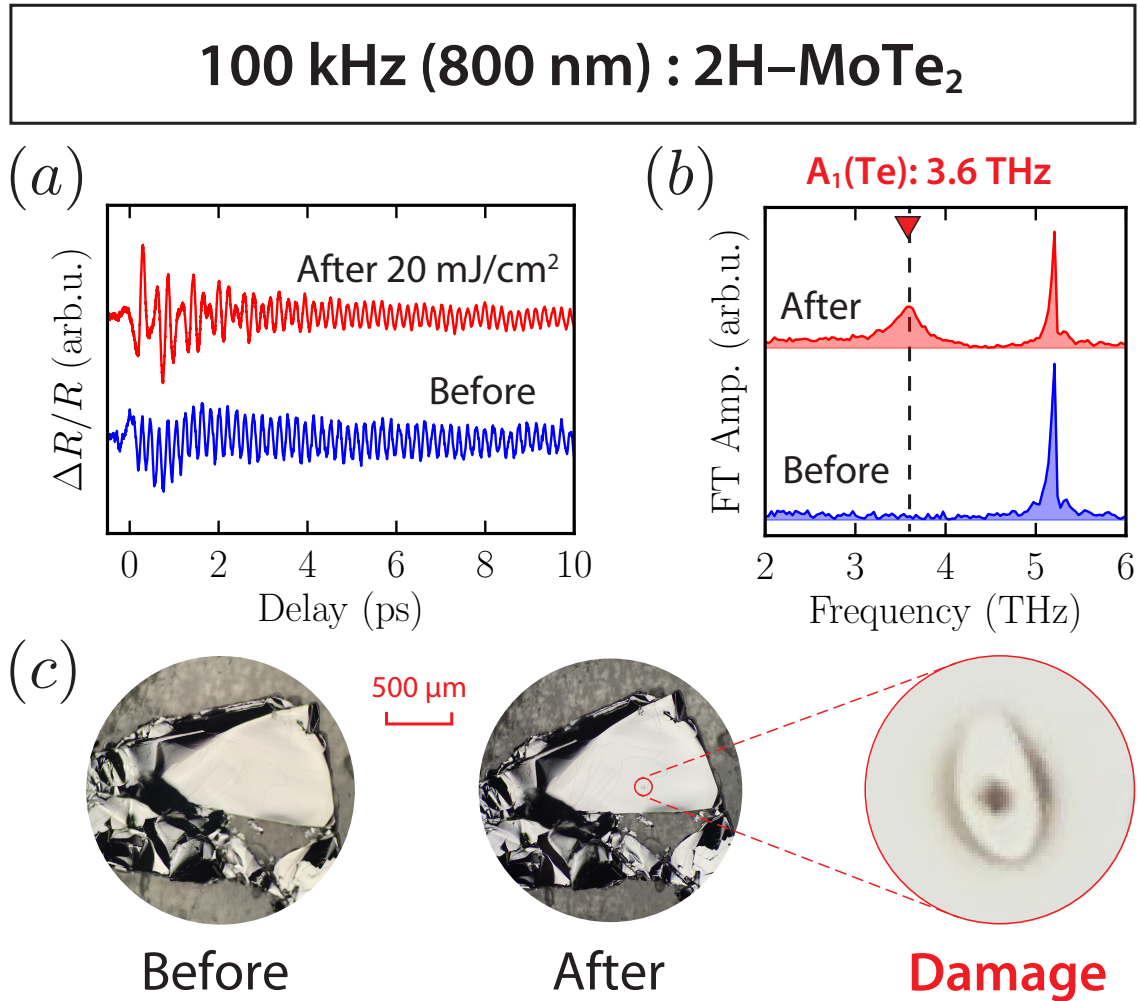 100 kHz (800 nm) : 2H–MoTe₂
(a)
ΔR/R (arb.u.)
After 20 mJ/cm²
Before
0 2 4 6 8 10
Delay (ps)
(b)
A₁(Te): 3.6 THz
FT Amp. (arb.u.)
After
Before
2 3 4 5 6
Frequency (THz)
(c)
500 μm
Before
After
Damage